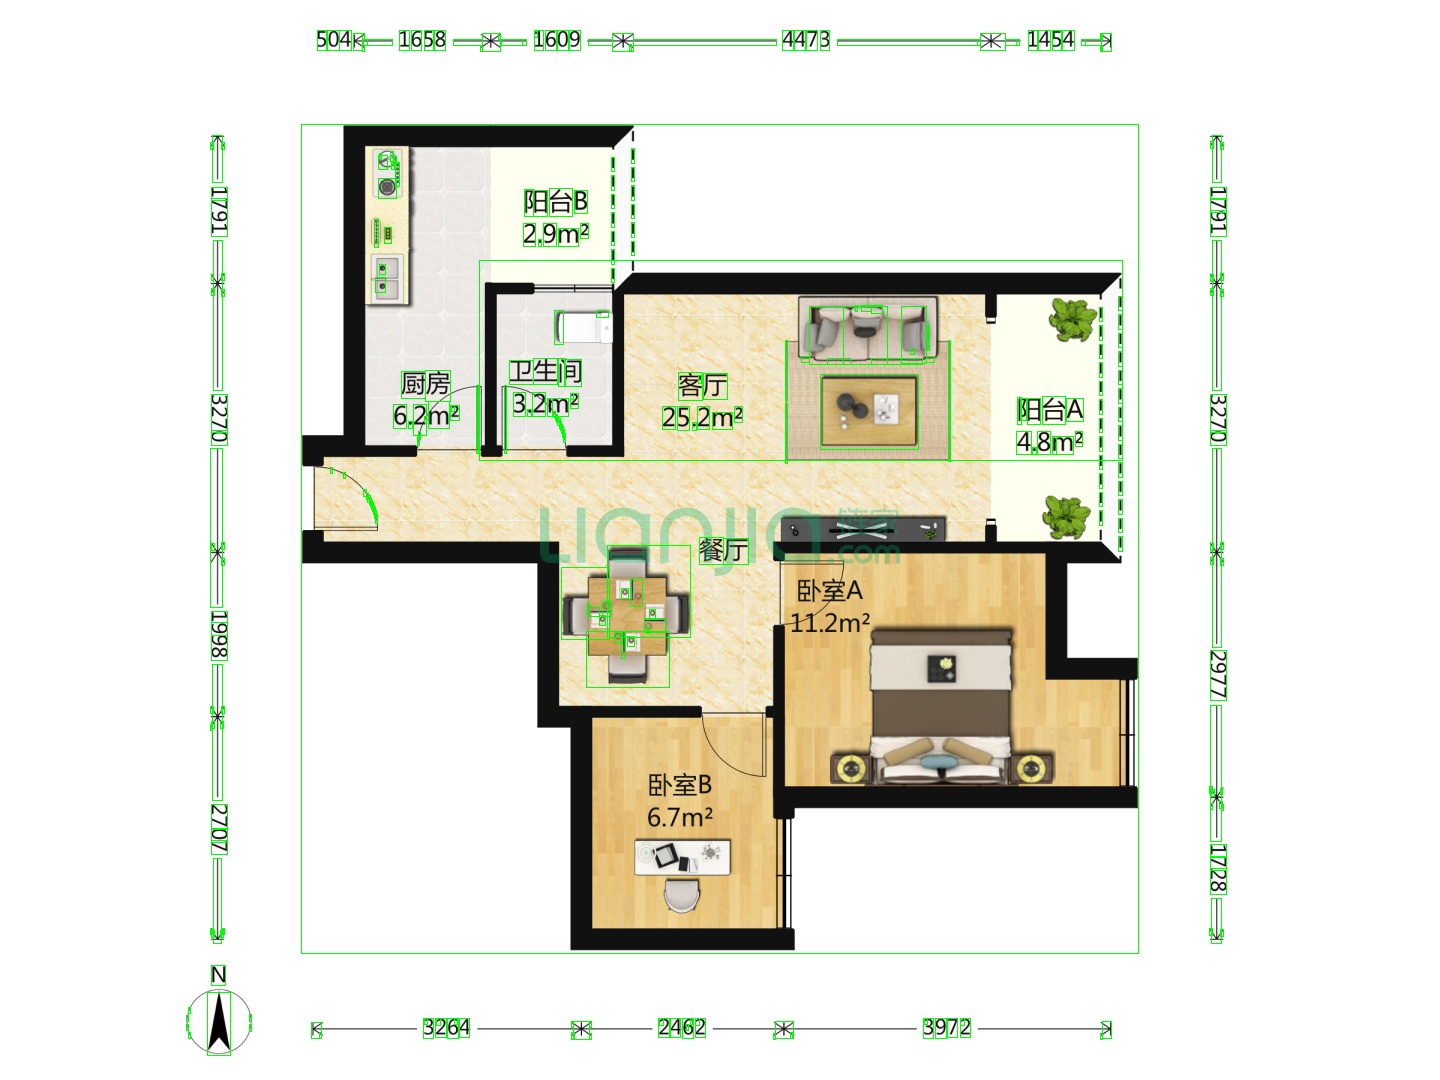 504 1658 1609 4473 1454
1791
3270
1998
2707
1791
3270
2977
1728
阳台B
2.9m²
厨房
6.2m²
卫生间
3.2m²
客厅
25.2m²
阳台A
4.8m²
Lianjia 链家
.com
餐厅
卧室A
11.2m²
卧室B
6.7m²
N
3264 2462 3972